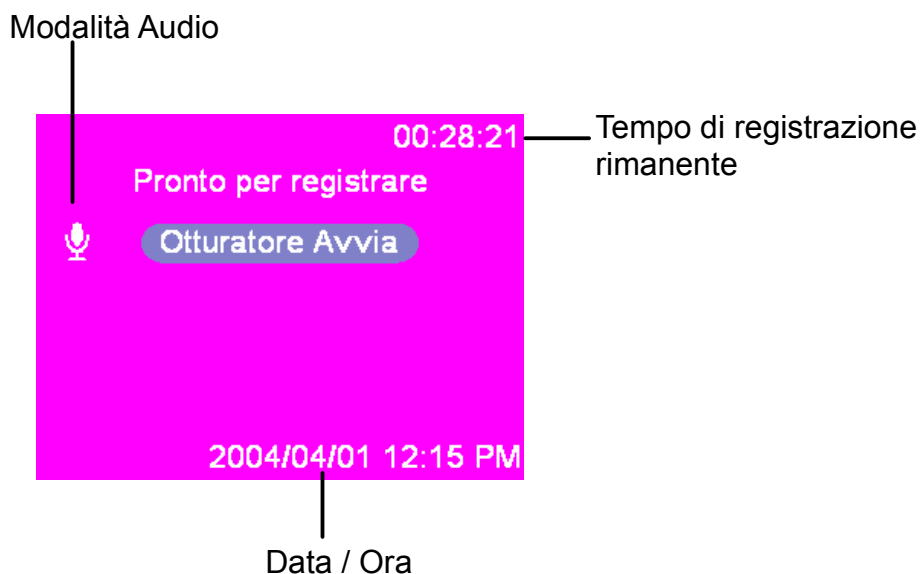 Modalità Audio
00:28:21
Tempo di registrazione
rimanente
Pronto per registrare
Otturatore Avvia
2004/04/01 12:15 PM
Data / Ora